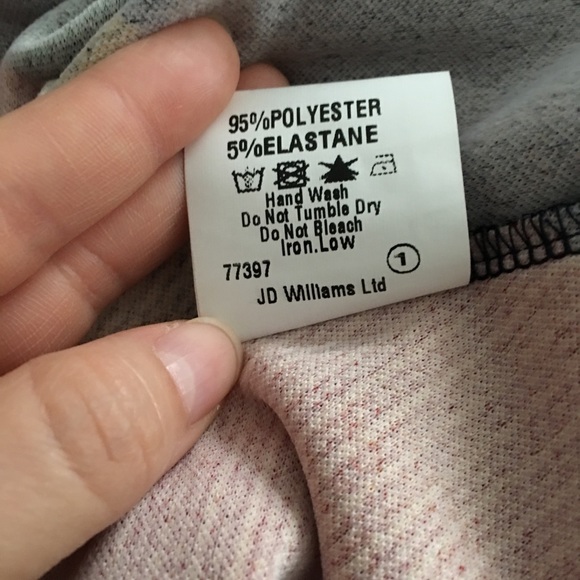 95%POLYESTER
5%ELASTANE
Hand Wash
Do Not Tumble Dry
Do Not Bleach
Iron.Low
77397
1
JD Williams Ltd